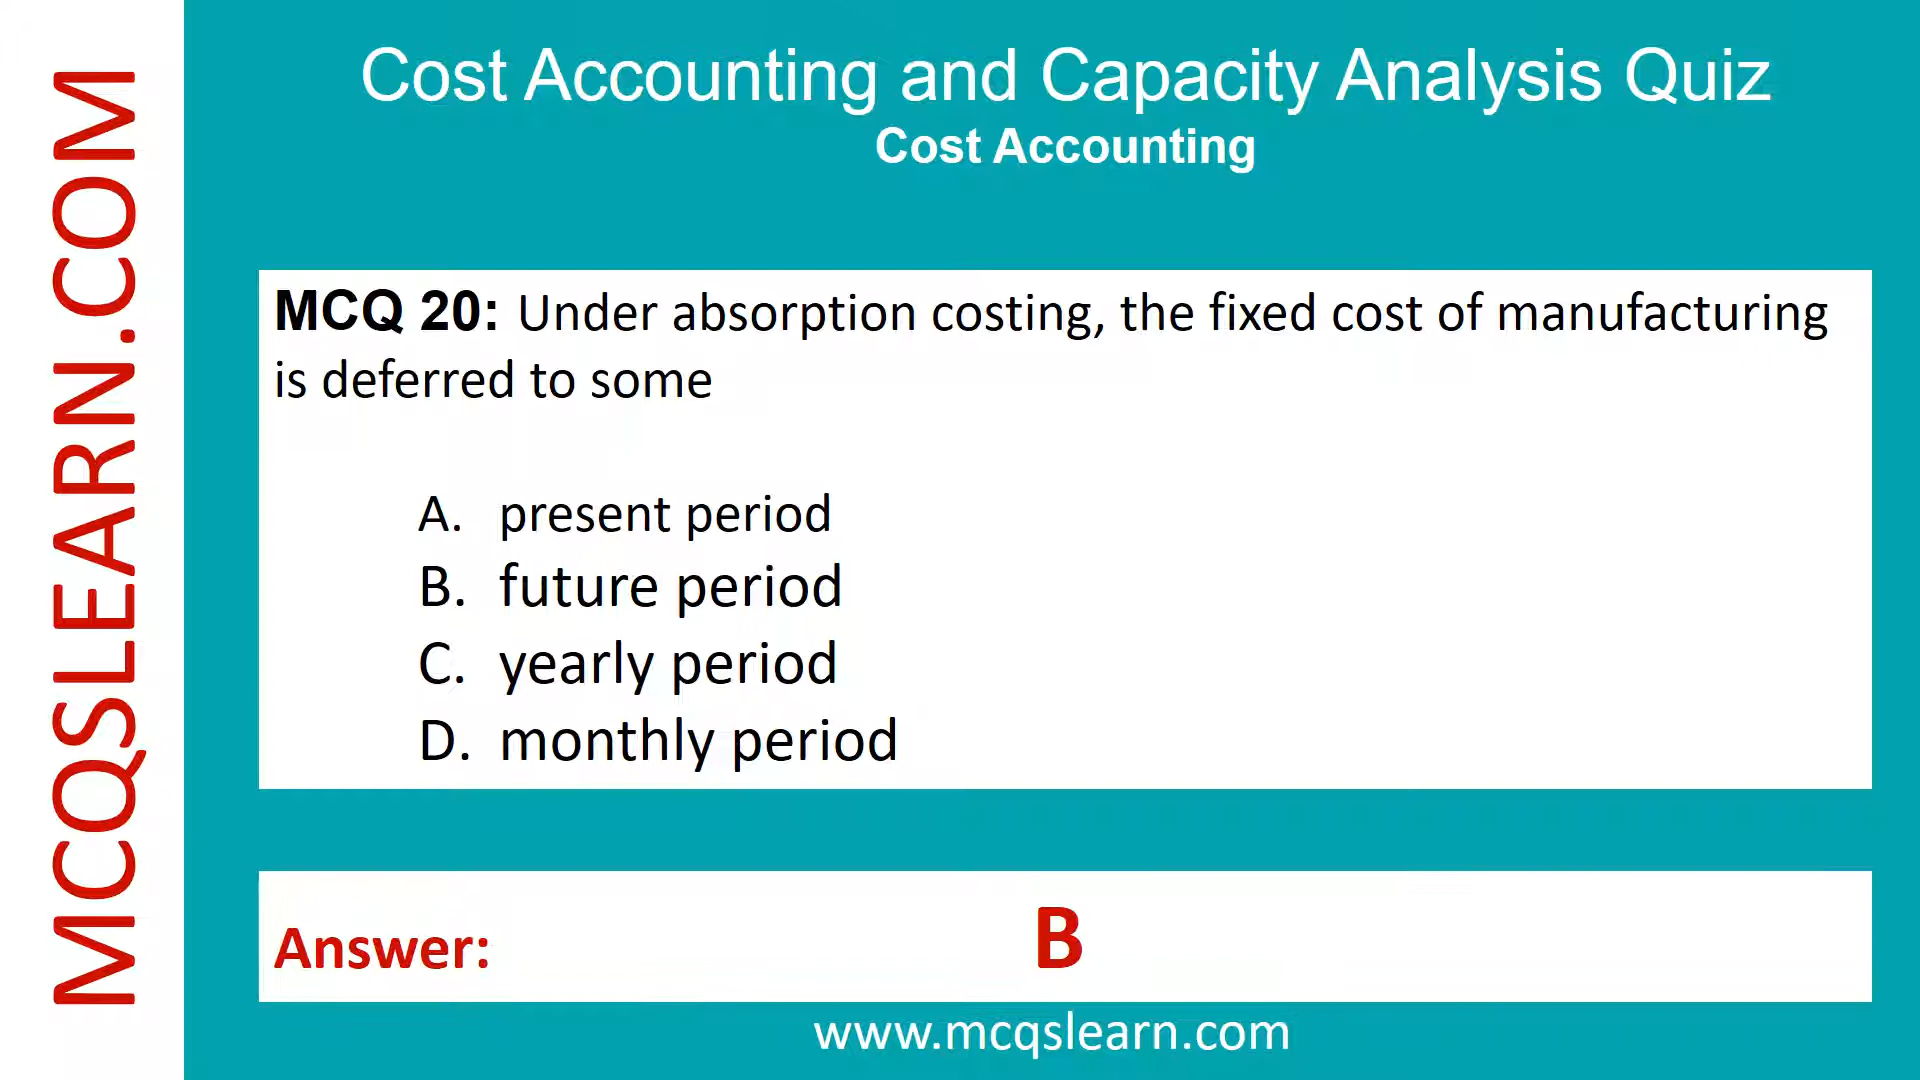 MCQSLEARN.COM
Cost Accounting and Capacity Analysis Quiz
Cost Accounting
MCQ 20: Under absorption costing, the fixed cost of manufacturing
is deferred to some
A. present period
B. future period
C. yearly period
D. monthly period
Answer: B
www.mcqslearn.com